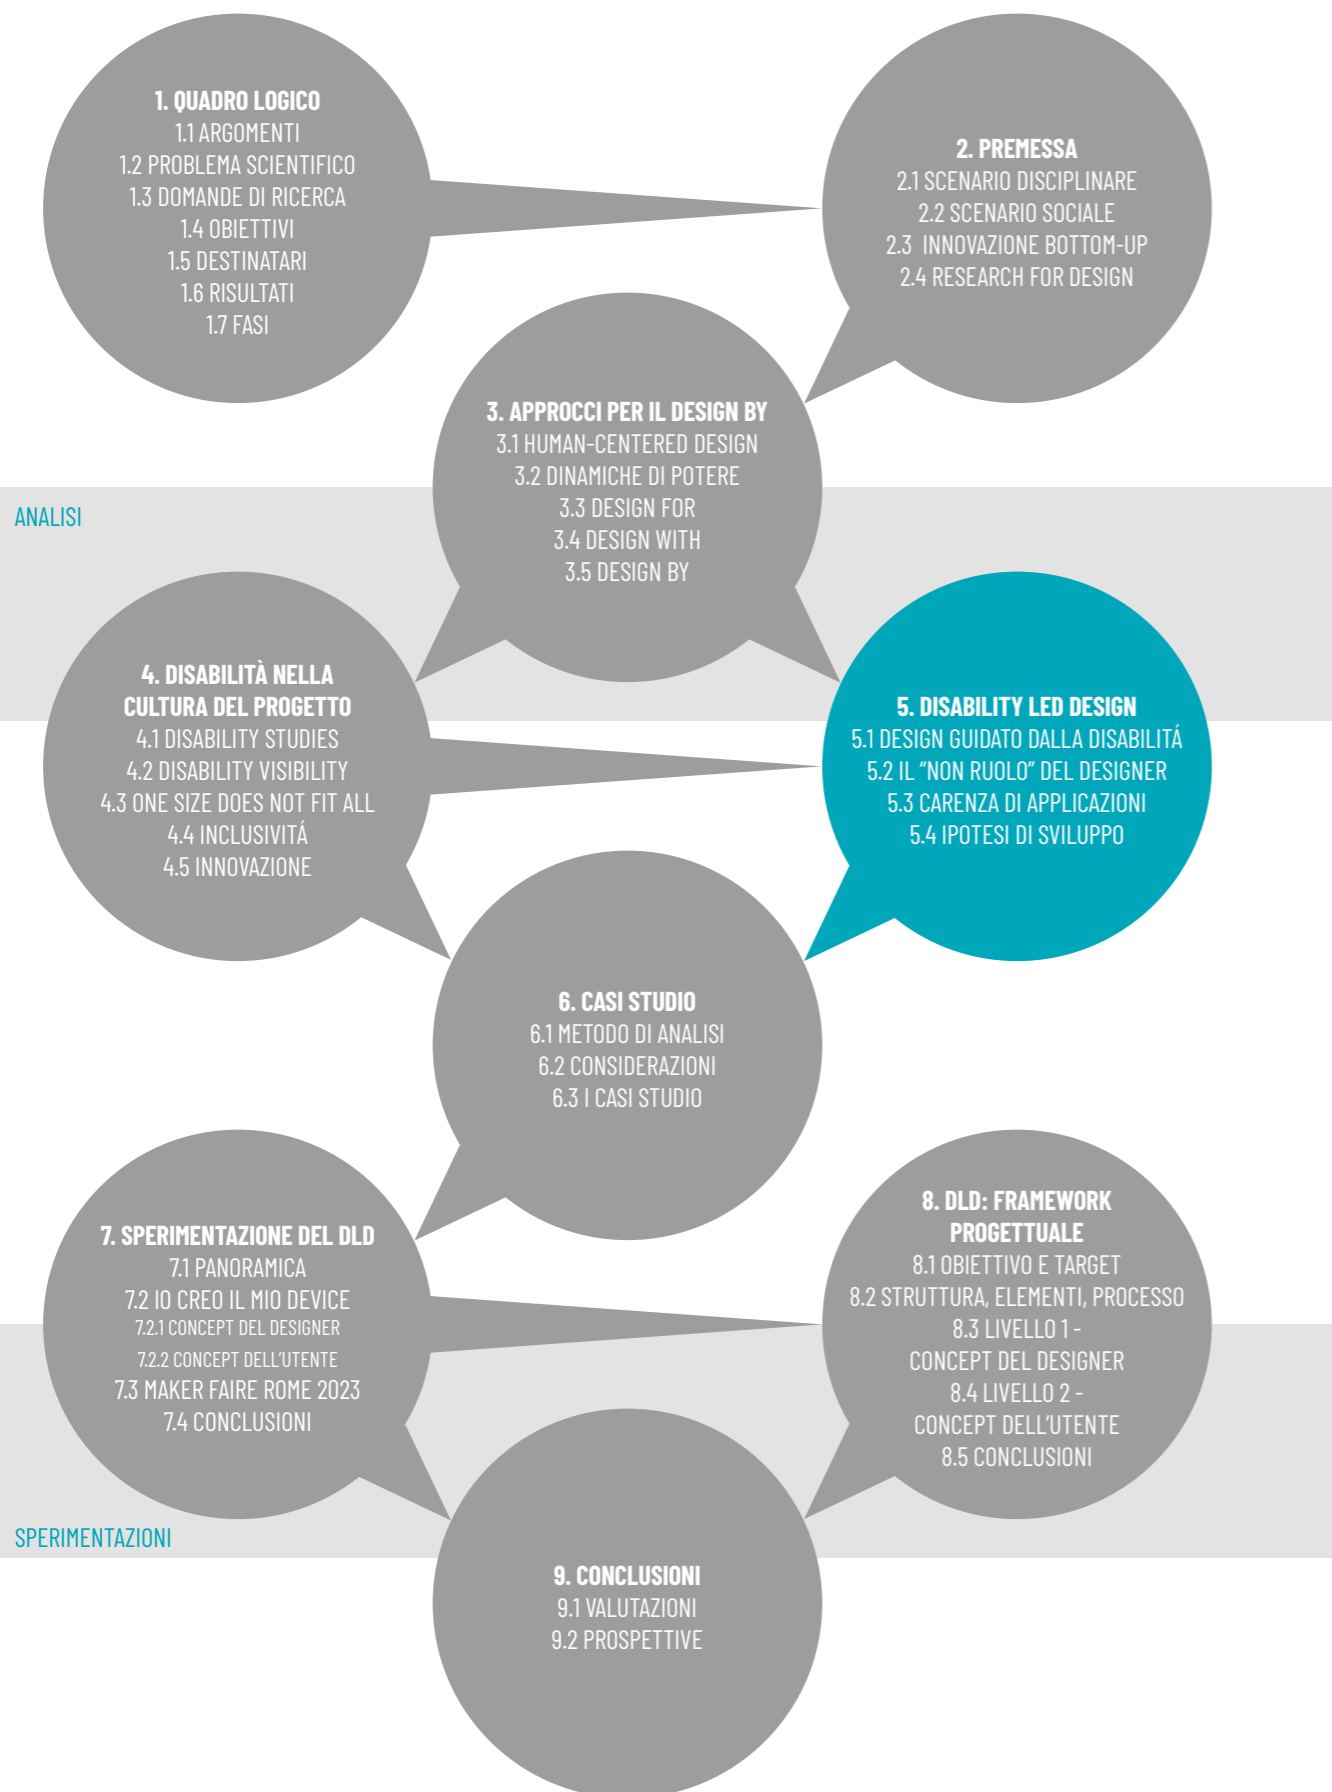 1. QUADRO LOGICO
1.1 ARGOMENTI
1.2 PROBLEMA SCIENTIFICO
1.3 DOMANDE DI RICERCA
1.4 OBIETTIVI
1.5 DESTINATARI
1.6 RISULTATI
1.7 FASI
2. PREMESSA
2.1 SCENARIO DISCIPLINARE
2.2 SCENARIO SOCIALE
2.3 INNOVAZIONE BOTTOM-UP
2.4 RESEARCH FOR DESIGN
3. APPROCCI PER IL DESIGN BY
3.1 HUMAN-CENTERED DESIGN
3.2 DINAMICHE DI POTERE
3.3 DESIGN FOR
3.4 DESIGN WITH
3.5 DESIGN BY
ANALISI
4. DISABILITÀ NELLA
CULTURA DEL PROGETTO
4.1 DISABILITY STUDIES
4.2 DISABILITY VISIBILITY
4.3 ONE SIZE DOES NOT FIT ALL
4.4 INCLUSIVITÁ
4.5 INNOVAZIONE
5. DISABILITY LED DESIGN
5.1 DESIGN GUIDATO DALLA DISABILITÁ
5.2 IL “NON RUOLO” DEL DESIGNER
5.3 CARENZA DI APPLICAZIONI
5.4 IPOTESI DI SVILUPPO
6. CASI STUDIO
6.1 METODO DI ANALISI
6.2 CONSIDERAZIONI
6.3 I CASI STUDIO
7. SPERIMENTAZIONE DEL DLD
7.1 PANORAMICA
7.2 IO CREO IL MIO DEVICE
7.2.1 CONCEPT DEL DESIGNER
7.2.2 CONCEPT DELL’UTENTE
7.3 MAKER FAIRE ROME 2023
7.4 CONCLUSIONI
8. DLD: FRAMEWORK
PROGETTUALE
8.1 OBIETTIVO E TARGET
8.2 STRUTTURA, ELEMENTI, PROCESSO
8.3 LIVELLO 1 -
CONCEPT DEL DESIGNER
8.4 LIVELLO 2 -
CONCEPT DELL’UTENTE
8.5 CONCLUSIONI
SPERIMENTAZIONI
9. CONCLUSIONI
9.1 VALUTAZIONI
9.2 PROSPETTIVE